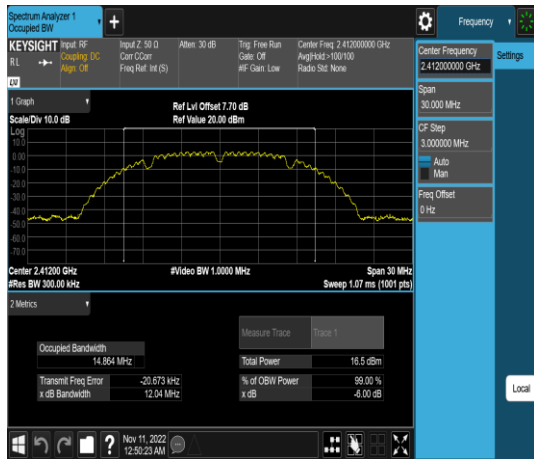 Spectrum Analyzer 1
Occupied BW
Frequency
KEYSIGHT
R L
Input: RF
Coupling: DC
Align: Off
Input Z: 50 Ω
Corr CCorr
Freq Ref: Int (S)
Atten: 30 dB
Trig: Free Run
Gate: Off
#IF Gain: Low
Center Freq: 2.412000000 GHz
Avg|Hold:>100/100
Radio Std: None
Center Frequency
2.412000000 GHz
Settings
Span
30.000 MHz
CF Step
3.000000 MHz
Auto
Man
Freq Offset
0 Hz
Local
1 Graph
Scale/Div 10.0 dB
Ref Lvl Offset 7.70 dB
Ref Value 20.00 dBm
Log
10.0
0.00
-10.0
-20.0
-30.0
-40.0
-50.0
-60.0
-70.0
Center 2.41200 GHz
#Video BW 1.0000 MHz
Span 30 MHz
#Res BW 300.00 kHz
Sweep 1.07 ms (1001 pts)
2 Metrics
Measure Trace
Trace 1
Occupied Bandwidth
14.864 MHz
Total Power
16.5 dBm
Transmit Freq Error
-20.673 kHz
% of OBW Power
99.00 %
x dB Bandwidth
12.04 MHz
x dB
-6.00 dB
Nov 11, 2022
12:50:23 AM